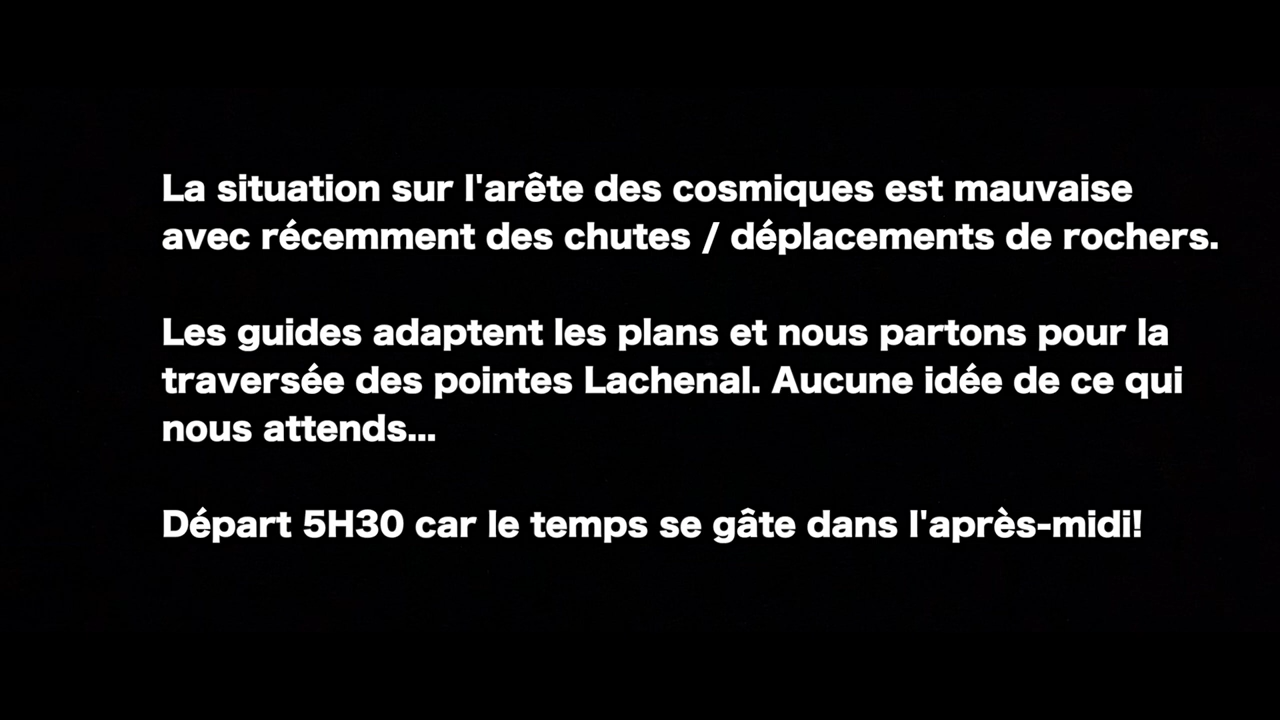 La situation sur l'arête des cosmiques est mauvaise
avec récemment des chutes / déplacements de rochers.
Les guides adaptent les plans et nous partons pour la
traversée des pointes Lachenal. Aucune idée de ce qui
nous attends...
Départ 5H30 car le temps se gâte dans l'après-midi!